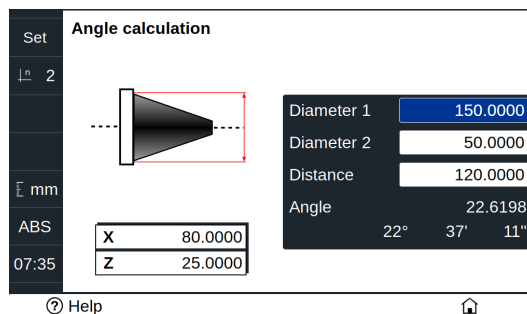 Set
Angle calculation
n 2
Diameter 1 150.0000
Diameter 2 50.0000
Distance 120.0000
mm
Angle 22.6198
ABS
22° 37' 11"
X 80.0000
Z 25.0000
07:35
? Help